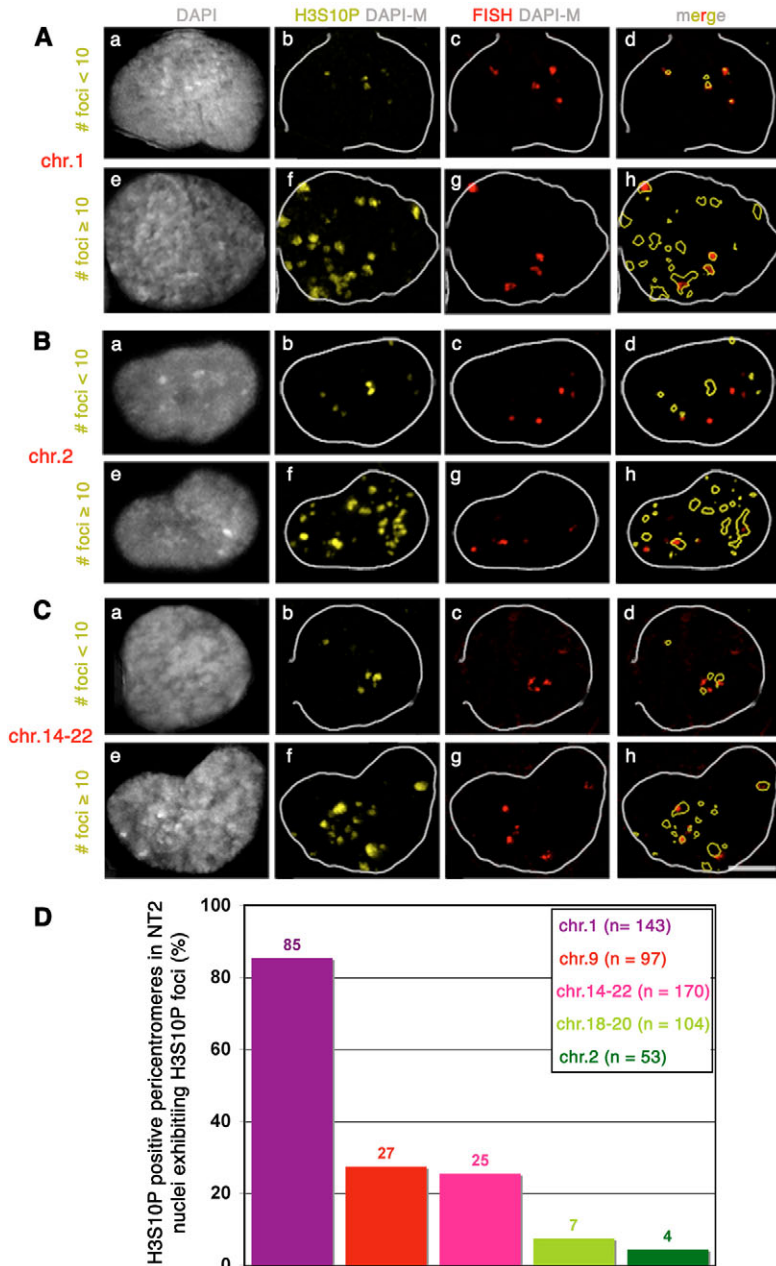 DAPI H3S10P DAPI-M FISH DAPI-M merge
A
# foci < 10
a b c d
chr.1
# foci ≥ 10
e f g h
B
# foci < 10
a b c d
chr.2
# foci ≥ 10
e f g h
C
# foci < 10
a b c d
chr.14-22
# foci ≥ 10
e f g h
D
H3S10P positive pericentromeres in NT2
nuclei exhibitiing H3S10P foci (%)
100
80
60
40
20
0
85
27
25
7
4
chr.1 (n= 143)
chr.9 (n = 97)
chr.14-22 (n = 170)
chr.18-20 (n = 104)
chr.2 (n = 53)